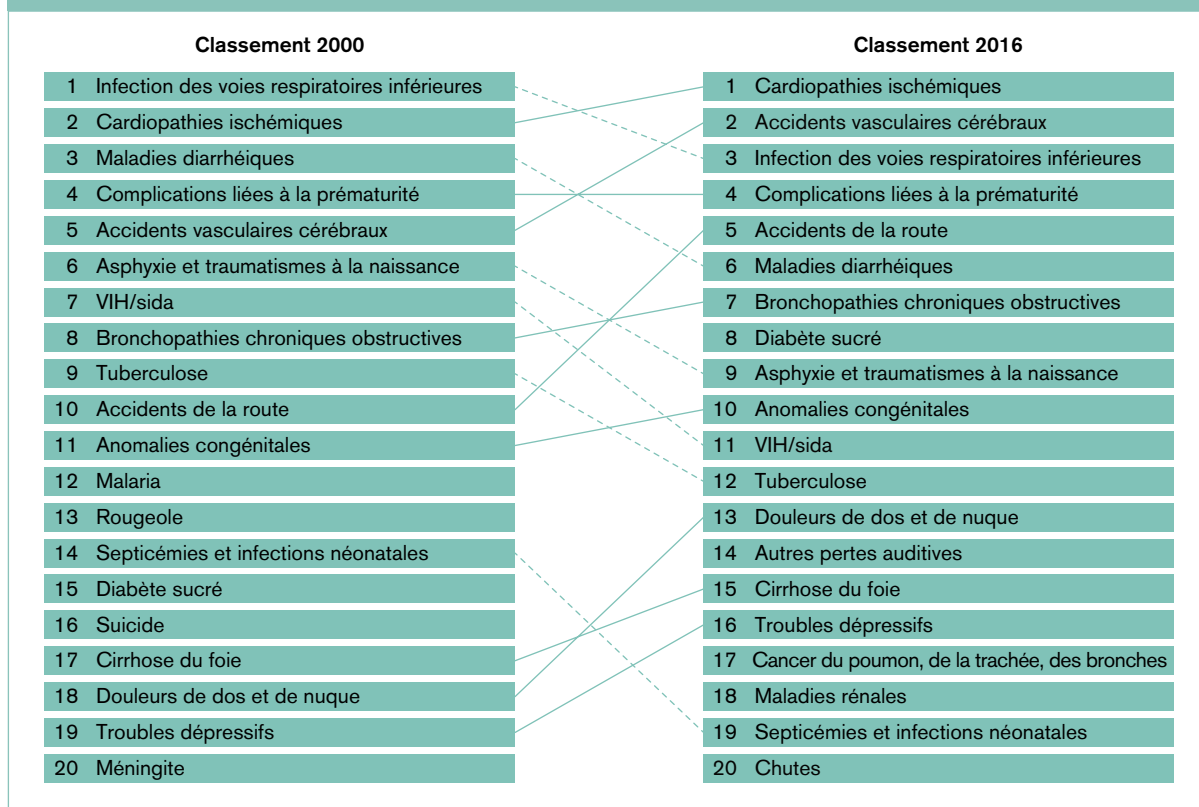 Classement 2000
1 Infection des voies respiratoires inférieures
2 Cardiopathies ischémiques
3 Maladies diarrhéiques
4 Complications liées à la prématurité
5 Accidents vasculaires cérébraux
6 Asphyxie et traumatismes à la naissance
7 VIH/sida
8 Bronchopathies chroniques obstructives
9 Tuberculose
10 Accidents de la route
11 Anomalies congénitales
12 Malaria
13 Rougeole
14 Septicémies et infections néonatales
15 Diabète sucré
16 Suicide
17 Cirrhose du foie
18 Douleurs de dos et de nuque
19 Troubles dépressifs
20 Méningite
Classement 2016
1 Cardiopathies ischémiques
2 Accidents vasculaires cérébraux
3 Infection des voies respiratoires inférieures
4 Complications liées à la prématurité
5 Accidents de la route
6 Maladies diarrhéiques
7 Bronchopathies chroniques obstructives
8 Diabète sucré
9 Asphyxie et traumatismes à la naissance
10 Anomalies congénitales
11 VIH/sida
12 Tuberculose
13 Douleurs de dos et de nuque
14 Autres pertes auditives
15 Cirrhose du foie
16 Troubles dépressifs
17 Cancer du poumon, de la trachée, des bronches
18 Maladies rénales
19 Septicémies et infections néonatales
20 Chutes